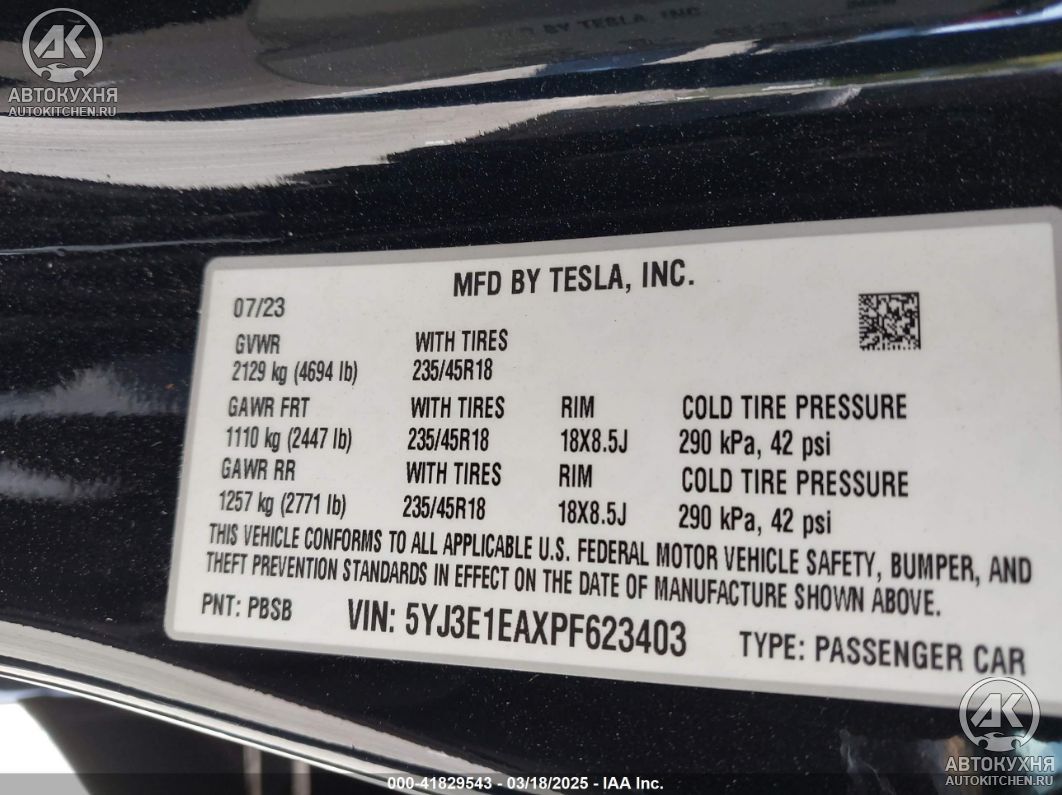 AK
АВТОКУХНЯ
AUTOKITCHEN.RU
BY TESLA, INC.
MFD BY TESLA, INC.
07/23
GVWR WITH TIRES
2129 kg (4694 lb) 235/45R18
GAWR FRT WITH TIRES RIM COLD TIRE PRESSURE
1110 kg (2447 lb) 235/45R18 18X8.5J 290 kPa, 42 psi
GAWR RR WITH TIRES RIM COLD TIRE PRESSURE
1257 kg (2771 lb) 235/45R18 18X8.5J 290 kPa, 42 psi
THIS VEHICLE CONFORMS TO ALL APPLICABLE U.S. FEDERAL MOTOR VEHICLE SAFETY, BUMPER, AND
THEFT PREVENTION STANDARDS IN EFFECT ON THE DATE OF MANUFACTURE SHOWN ABOVE.
PNT: PBSB VIN: 5YJ3E1EAXPF623403 TYPE: PASSENGER CAR
AK
АВТОКУХНЯ
AUTOKITCHEN.RU
000-41829543 - 03/18/2025 - IAA Inc.